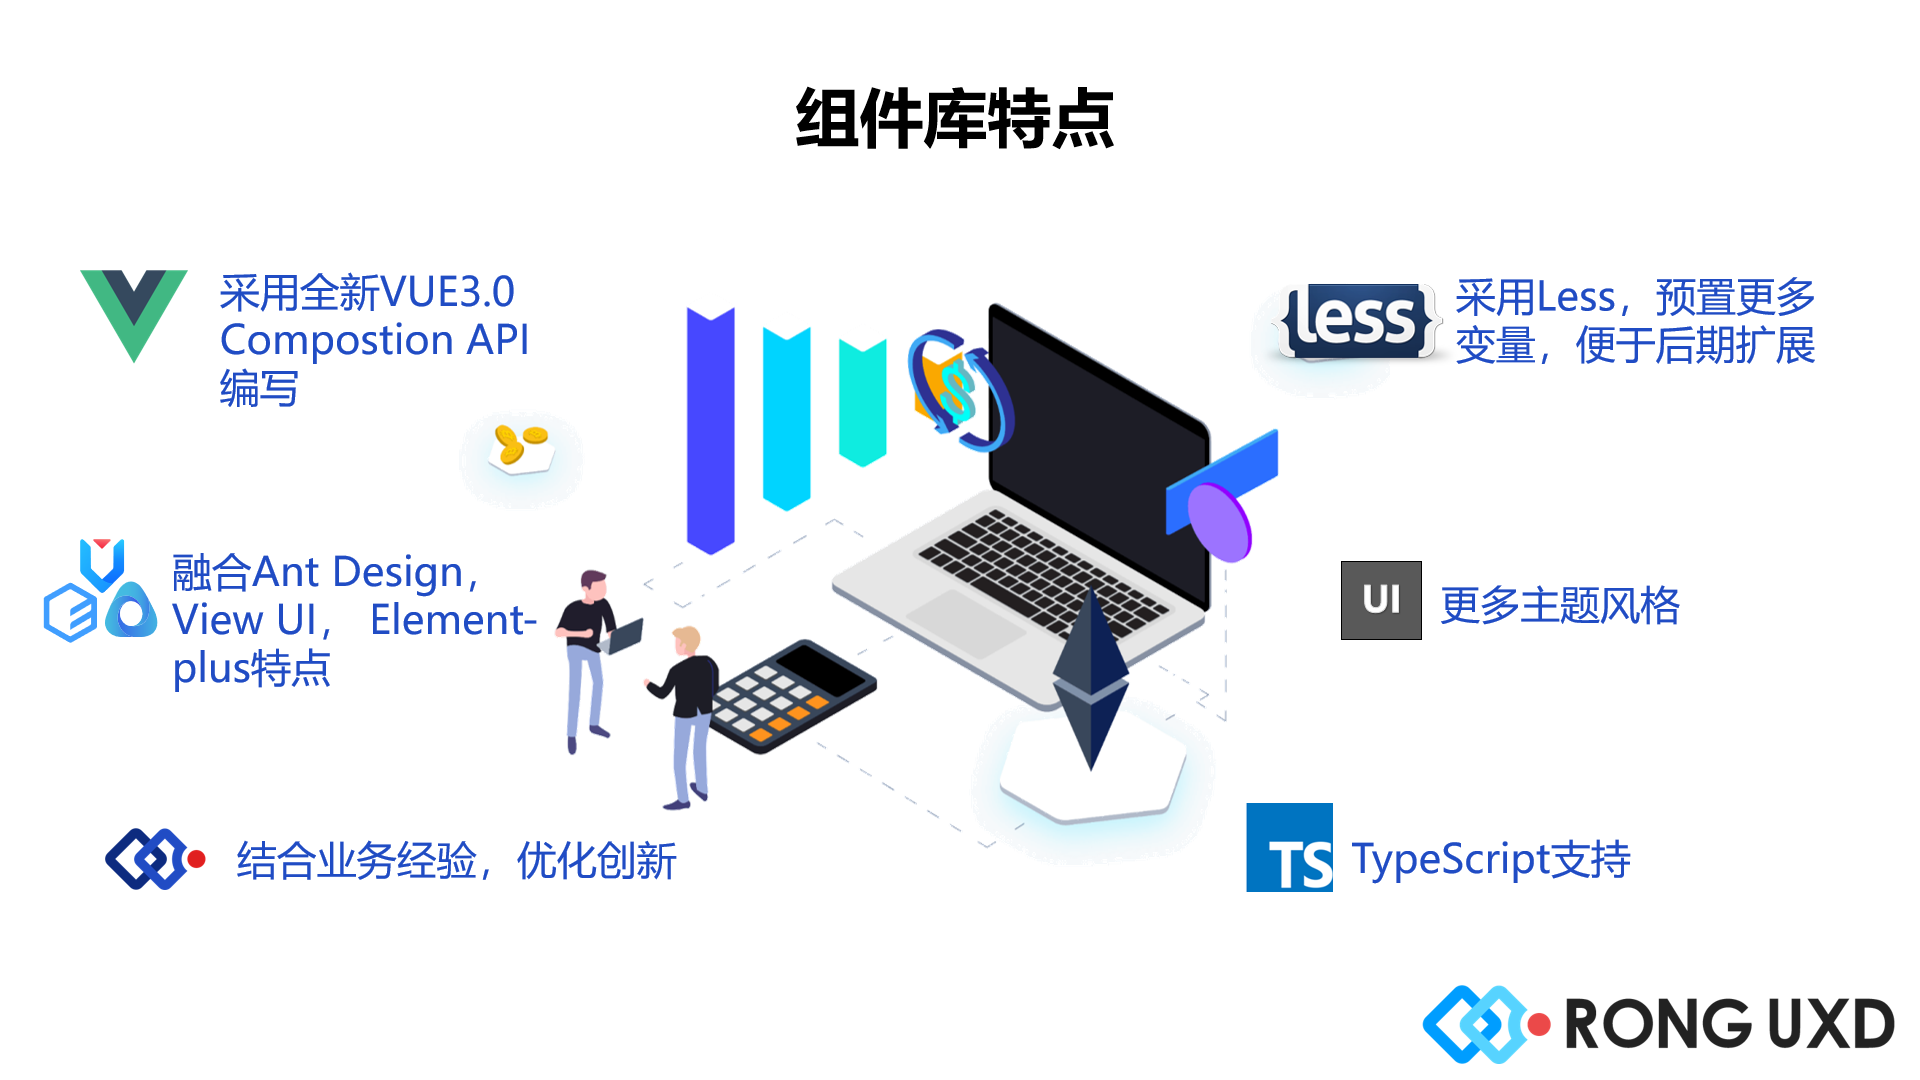 组件库特点
采用全新VUE3.0
Compostion API
编写
融合Ant Design，
View UI， Element-
plus特点
结合业务经验，优化创新
{less}
采用Less，预置更多
变量，便于后期扩展
UI
更多主题风格
TS
TypeScript支持
RONG UXD